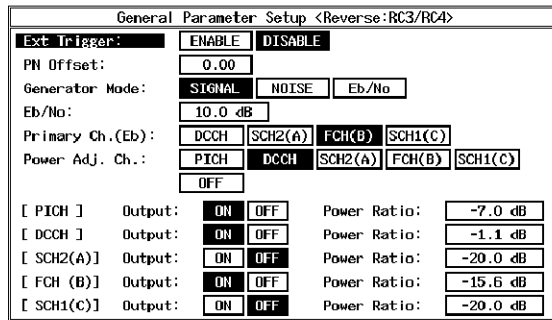 General Parameter Setup <Reverse:RC3/RC4>
Ext Trigger: ENABLE DISABLE
PN Offset: 0.00
Generator Mode: SIGNAL NOISE Eb/No
Eb/No: 10.0 dB
Primary Ch.(Eb): DCCH SCH2(A) FCH(B) SCH1(C)
Power Adj. Ch.: PICH DCCH SCH2(A) FCH(B) SCH1(C)
OFF
[ PICH ] Output: ON OFF Power Ratio: -7.0 dB
[ DCCH ] Output: ON OFF Power Ratio: -1.1 dB
[ SCH2(A)] Output: ON OFF Power Ratio: -20.0 dB
[ FCH (B)] Output: ON OFF Power Ratio: -15.6 dB
[ SCH1(C)] Output: ON OFF Power Ratio: -20.0 dB